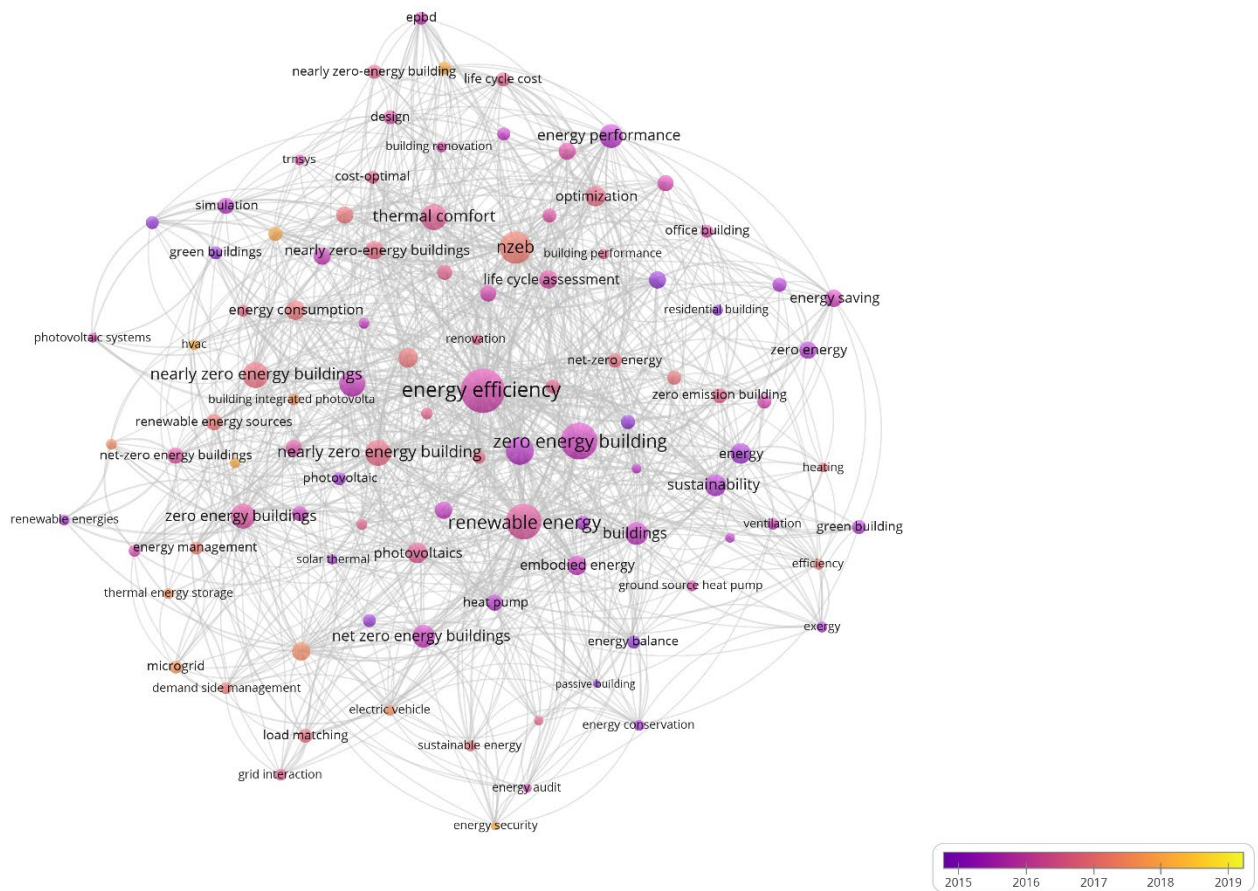 epbd
nearly zero-energy building
life cycle cost
design
energy performance
building renovation
trnsys
cost-optimal
optimization
simulation
thermal comfort
office building
green buildings
nearly zero-energy buildings
nzeb
building performance
life cycle assessment
energy saving
energy consumption
residential building
photovoltaic systems
hvac
renovation
zero energy
net-zero energy
nearly zero energy buildings
energy efficiency
building integrated photovolta
zero emission building
renewable energy sources
zero energy building
net-zero energy buildings
nearly zero energy building
energy
heating
photovoltaic
sustainability
renewable energies
zero energy buildings
renewable energy
buildings
ventilation
green building
energy management
solar thermal
photovoltaics
embodied energy
efficiency
thermal energy storage
ground source heat pump
heat pump
exergy
net zero energy buildings
energy balance
microgrid
demand side management
passive building
electric vehicle
energy conservation
load matching
sustainable energy
grid interaction
energy audit
energy security
2015 2016 2017 2018 2019